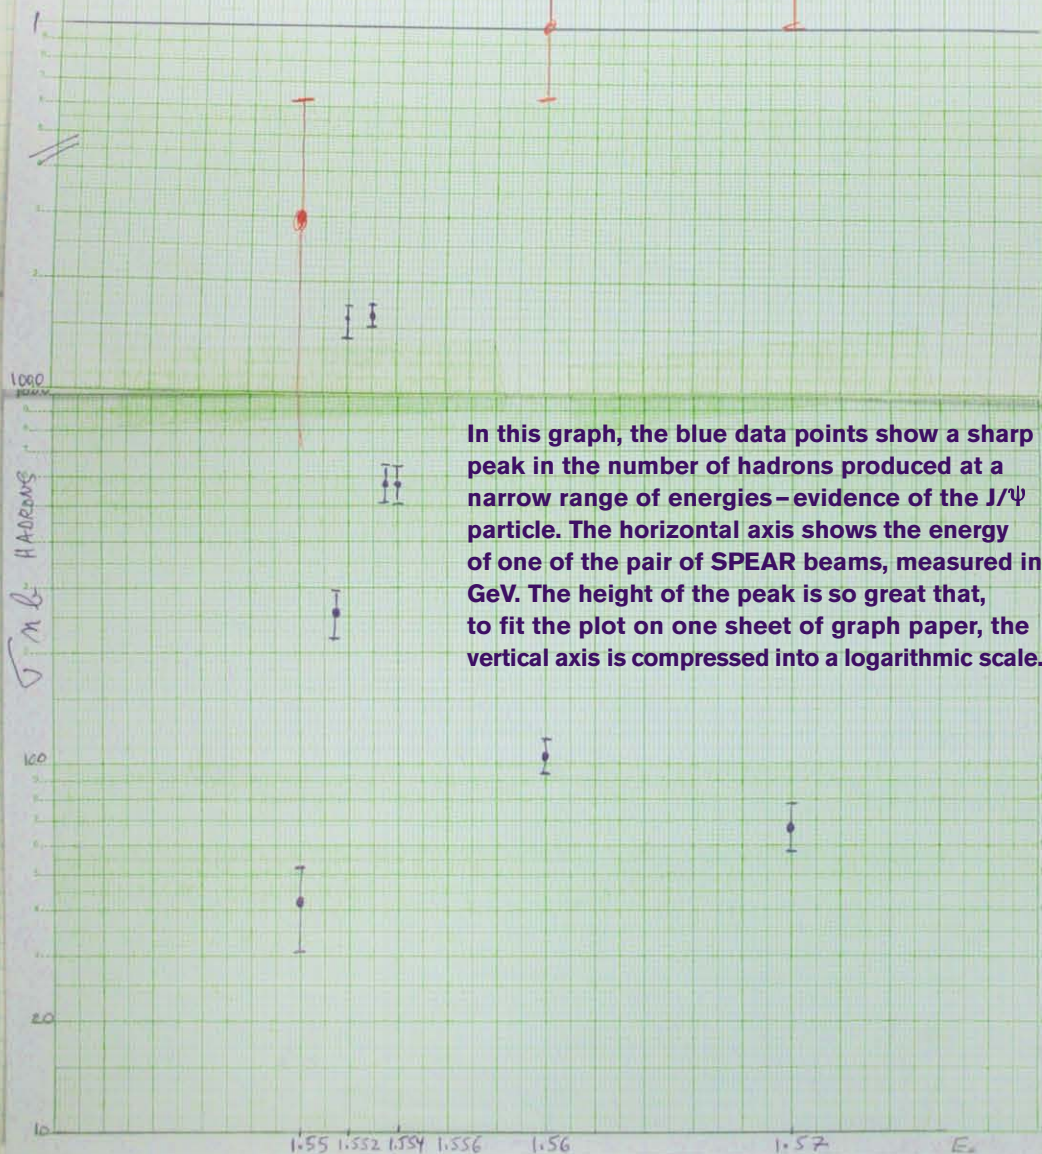 1
1000
In this graph, the blue data points show a sharp
peak in the number of hadrons produced at a
narrow range of energies–evidence of the J/Ψ
particle. The horizontal axis shows the energy
of one of the pair of SPEAR beams, measured in
GeV. The height of the peak is so great that,
to fit the plot on one sheet of graph paper, the
vertical axis is compressed into a logarithmic scale.
σ nb HADRONS
100
20
10
1.55 1.552 1.554 1.556 1.56 1.57 E₀